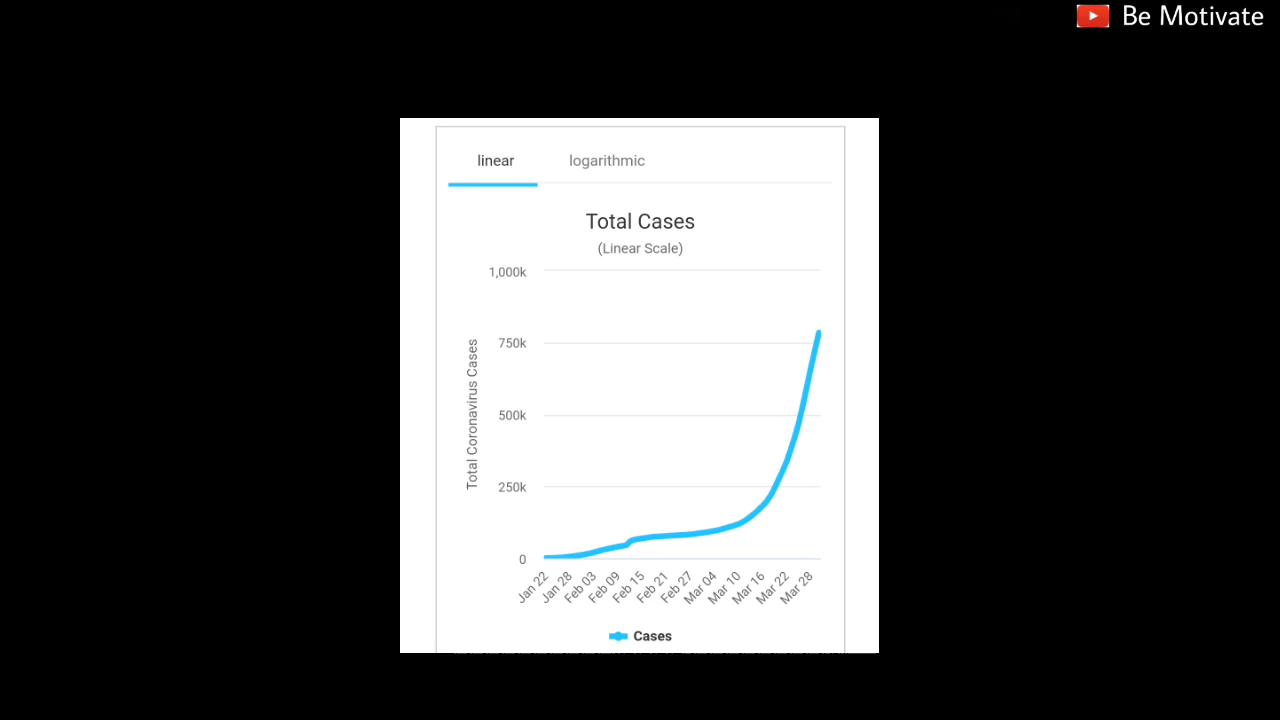 Be Motivate
linear logarithmic
Total Cases
(Linear Scale)
Total Coronavirus Cases
1,000k
750k
500k
250k
0
Jan 22 Jan 28 Feb 03 Feb 09 Feb 15 Feb 21 Feb 27 Mar 04 Mar 10 Mar 16 Mar 22 Mar 28
Cases